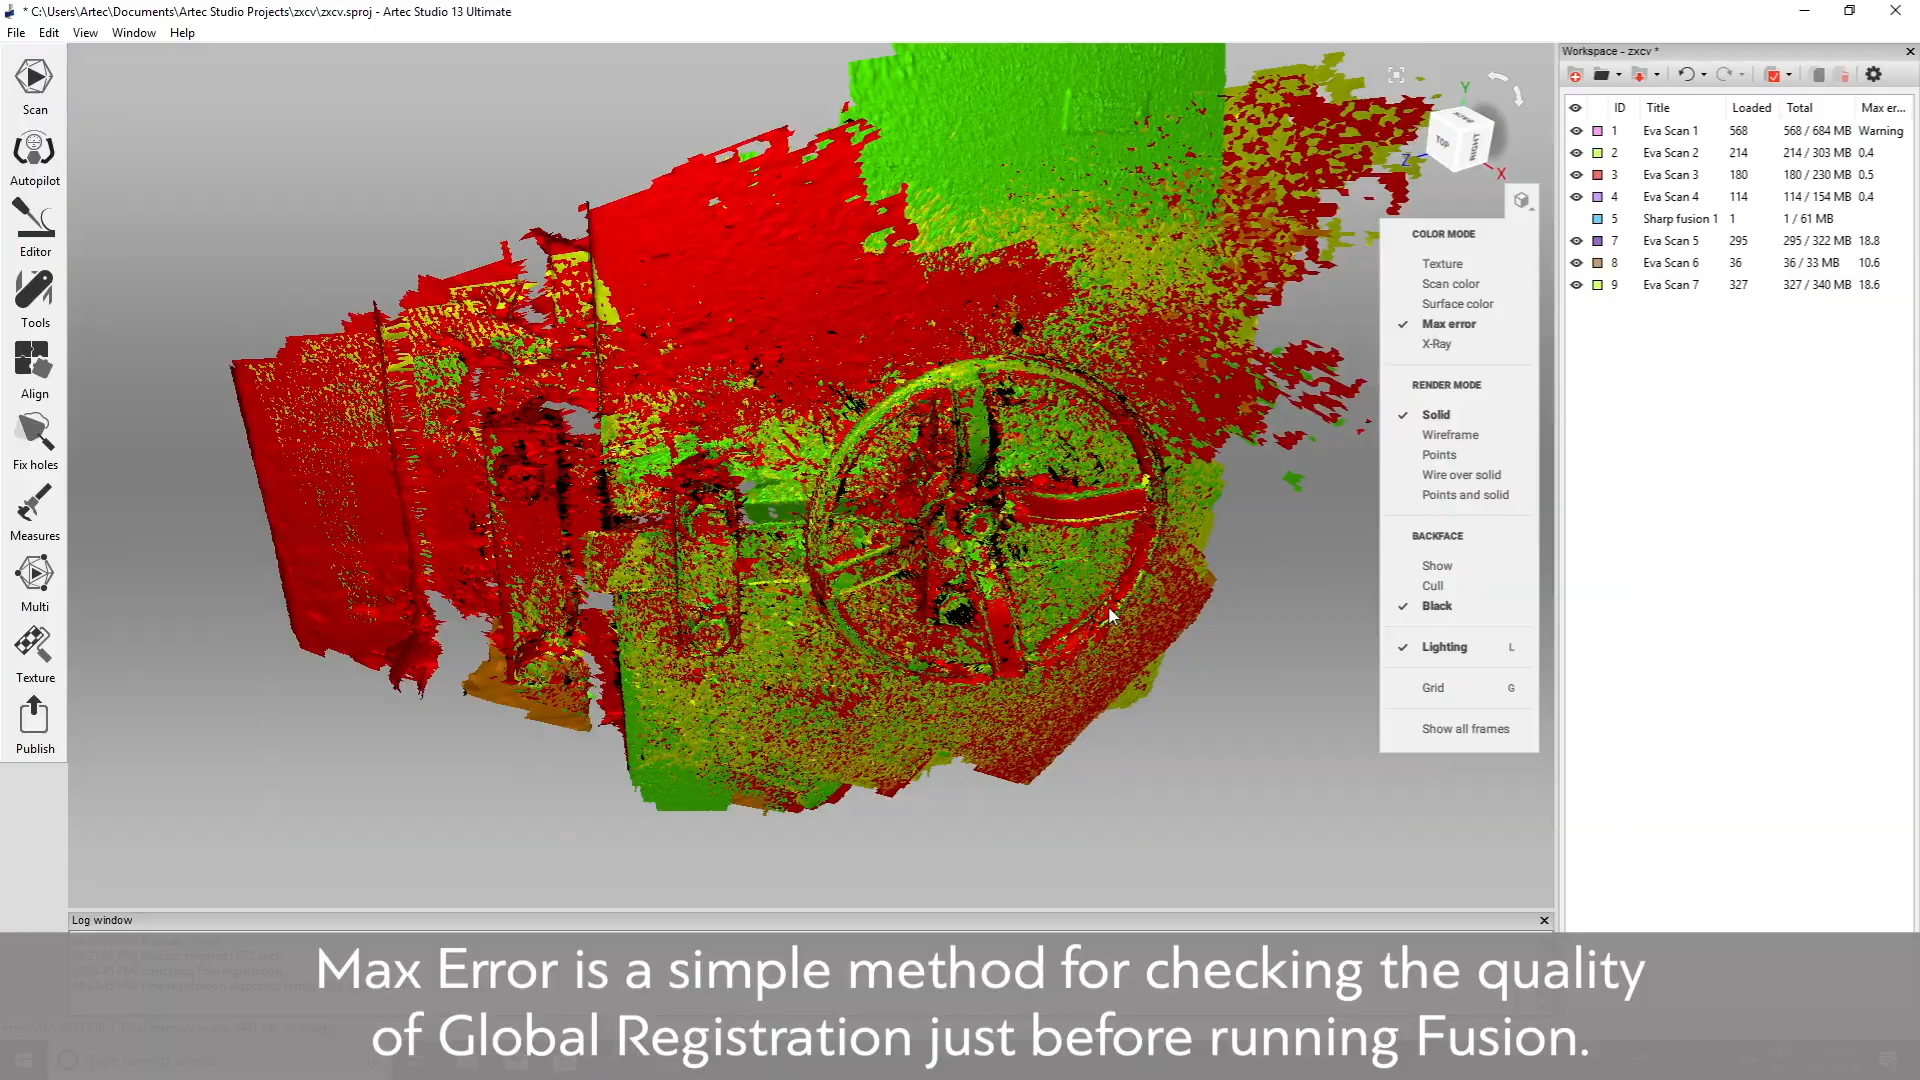 * C:\Users\Artec\Documents\Artec Studio Projects\zxcv\zxcv.sproj - Artec Studio 13 Ultimate
File Edit View Window Help
Scan
Autopilot
Editor
Tools
Align
Fix holes
Measures
Multi
Texture
Publish
Y
BACK
TOP
RIGHT
Z
X
COLOR MODE
Texture
Scan color
Surface color
Max error
X-Ray
RENDER MODE
Solid
Wireframe
Points
Wire over solid
Points and solid
BACKFACE
Show
Cull
Black
Lighting L
Grid G
Show all frames
Workspace - zxcv *
ID Title Loaded Total Max er...
1 Eva Scan 1 568 568 / 684 MB Warning
2 Eva Scan 2 214 214 / 303 MB 0.4
3 Eva Scan 3 180 180 / 230 MB 0.5
4 Eva Scan 4 114 114 / 154 MB 0.4
5 Sharp fusion 1 1 1 / 61 MB
7 Eva Scan 5 295 295 / 322 MB 18.8
8 Eva Scan 6 36 36 / 33 MB 10.6
9 Eva Scan 7 327 327 / 340 MB 18.6
Log window
Max Error is a simple method for checking the quality
of Global Registration just before running Fusion.